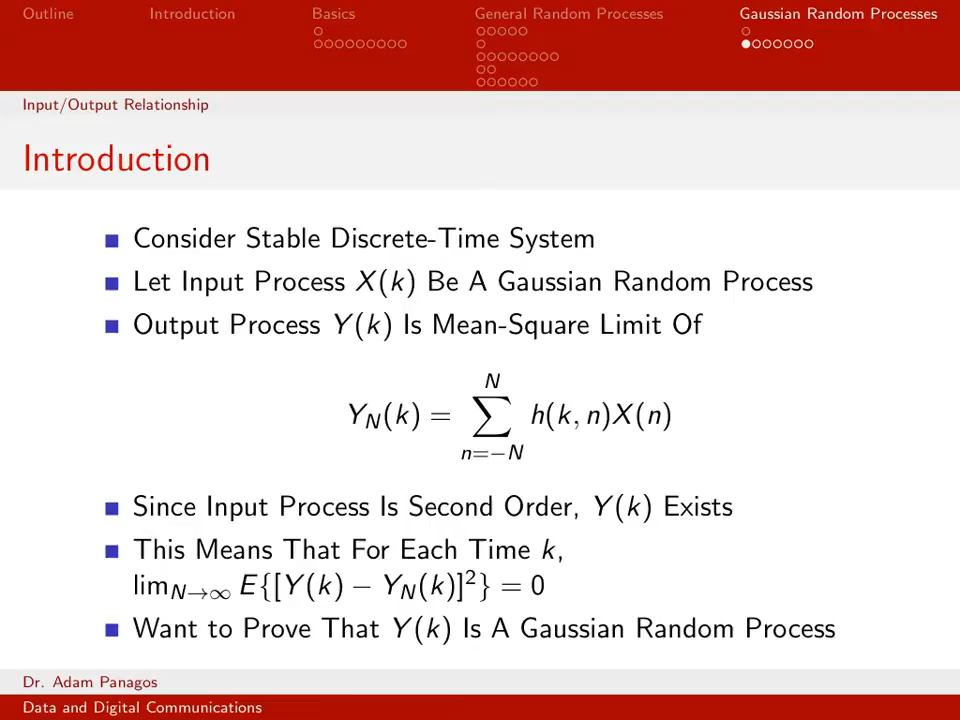 Outline Introduction Basics General Random Processes Gaussian Random Processes
Input/Output Relationship
Introduction
Consider Stable Discrete-Time System
Let Input Process X(k) Be A Gaussian Random Process
Output Process Y(k) Is Mean-Square Limit Of
N
Y_N(k) = ∑ h(k, n)X(n)
n=−N
Since Input Process Is Second Order, Y(k) Exists
This Means That For Each Time k,
lim_{N→∞} E{[Y(k) − Y_N(k)]²} = 0
Want to Prove That Y(k) Is A Gaussian Random Process
Dr. Adam Panagos
Data and Digital Communications